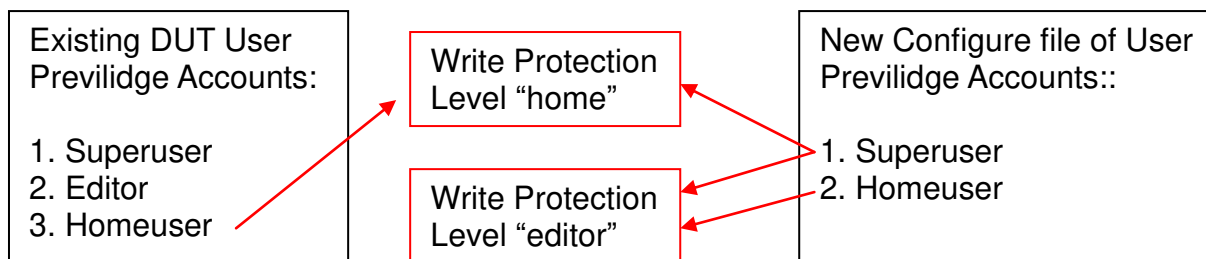 Existing DUT User
Previlidge Accounts:
1. Superuser
2. Editor
3. Homeuser
Write Protection
Level “home”
Write Protection
Level “editor”
New Configure file of User
Previlidge Accounts::
1. Superuser
2. Homeuser